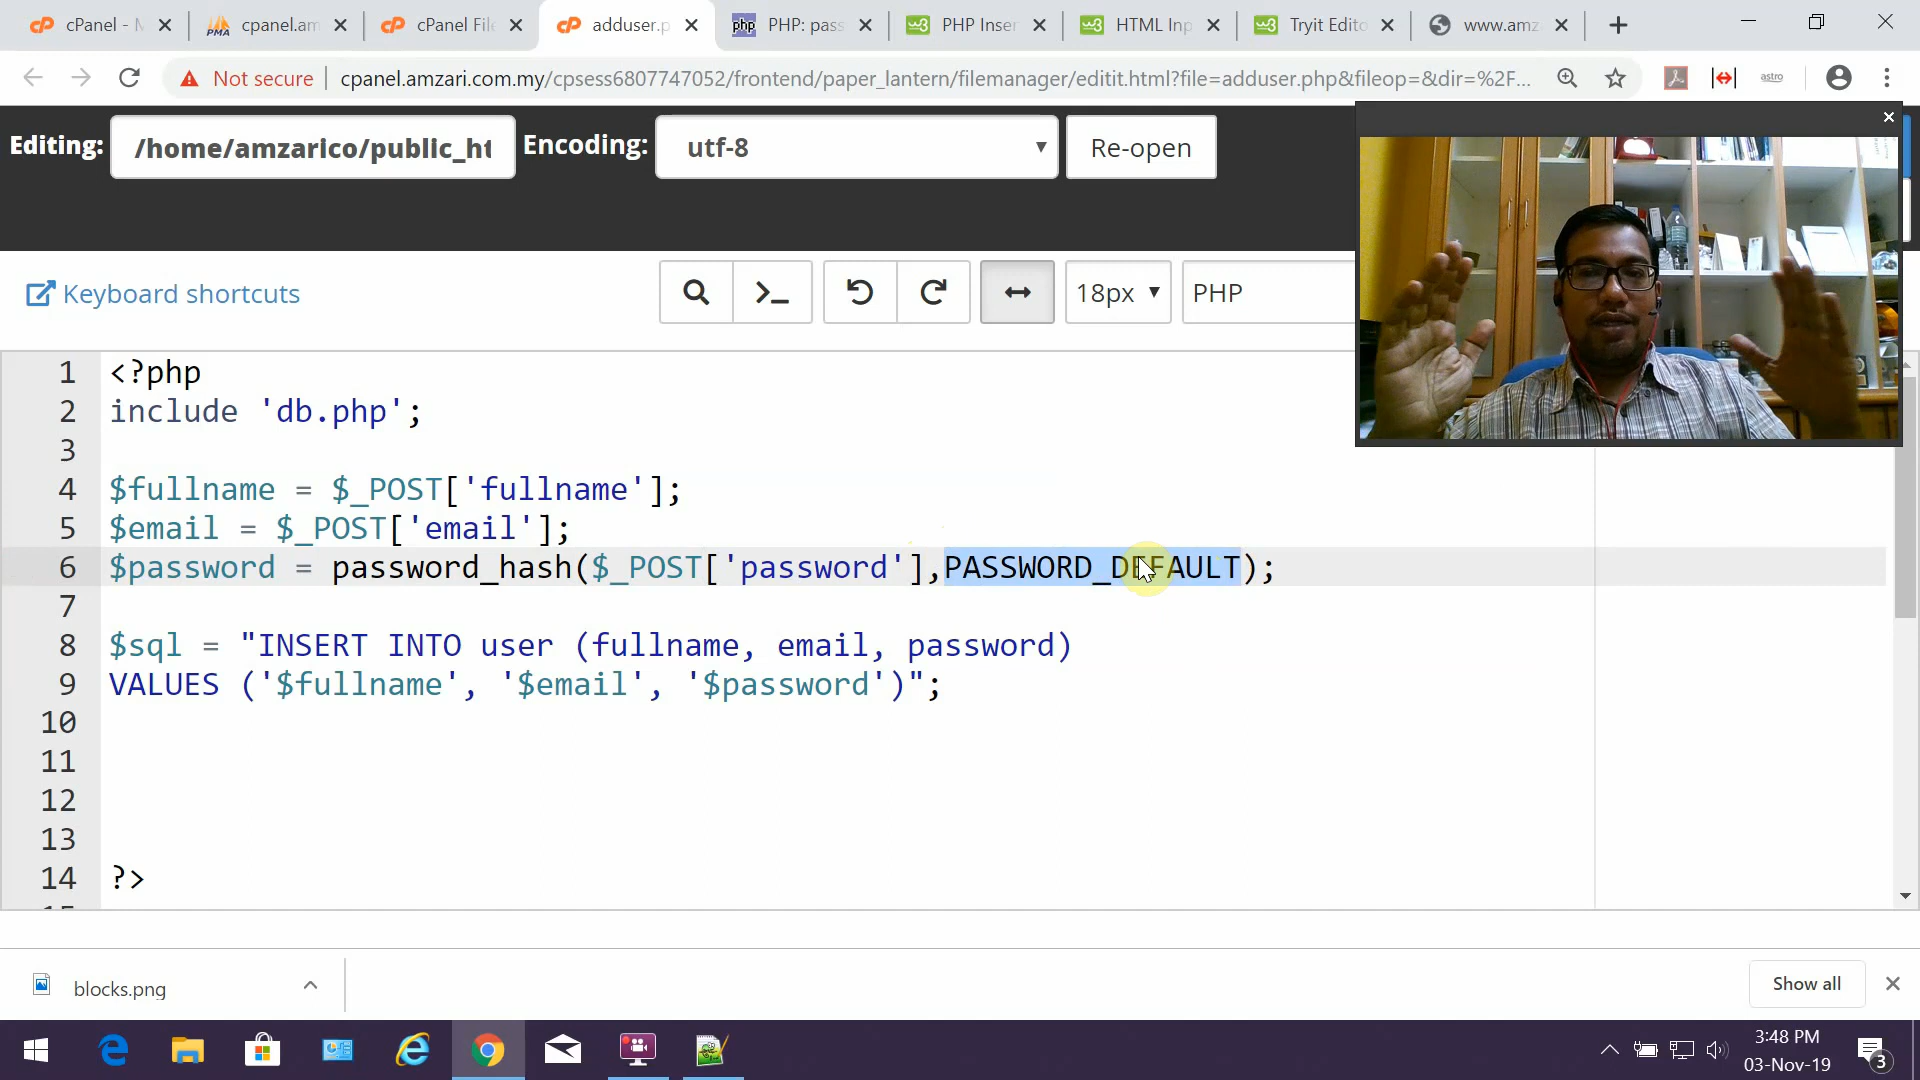 cPanel - M
cpanel.am
cPanel File
adduser.p
PHP: pass
PHP Inser
HTML Inp
Tryit Edito
www.amz
Not secure
cpanel.amzari.com.my/cpsess6807747052/frontend/paper_lantern/filemanager/editit.html?file=adduser.php&fileop=&dir=%2F...
astro
Editing:
/home/amzarico/public_ht
Encoding:
utf-8
Re-open
Keyboard shortcuts
18px
PHP
1 <?php
2 include 'db.php';
3
4 $fullname = $_POST['fullname'];
5 $email = $_POST['email'];
6 $password = password_hash($_POST['password'],PASSWORD_DEFAULT);
7
8 $sql = "INSERT INTO user (fullname, email, password)
9 VALUES ('$fullname', '$email', '$password')";
10
11
12
13
14 ?>
blocks.png
Show all
3:48 PM
03-Nov-19
3